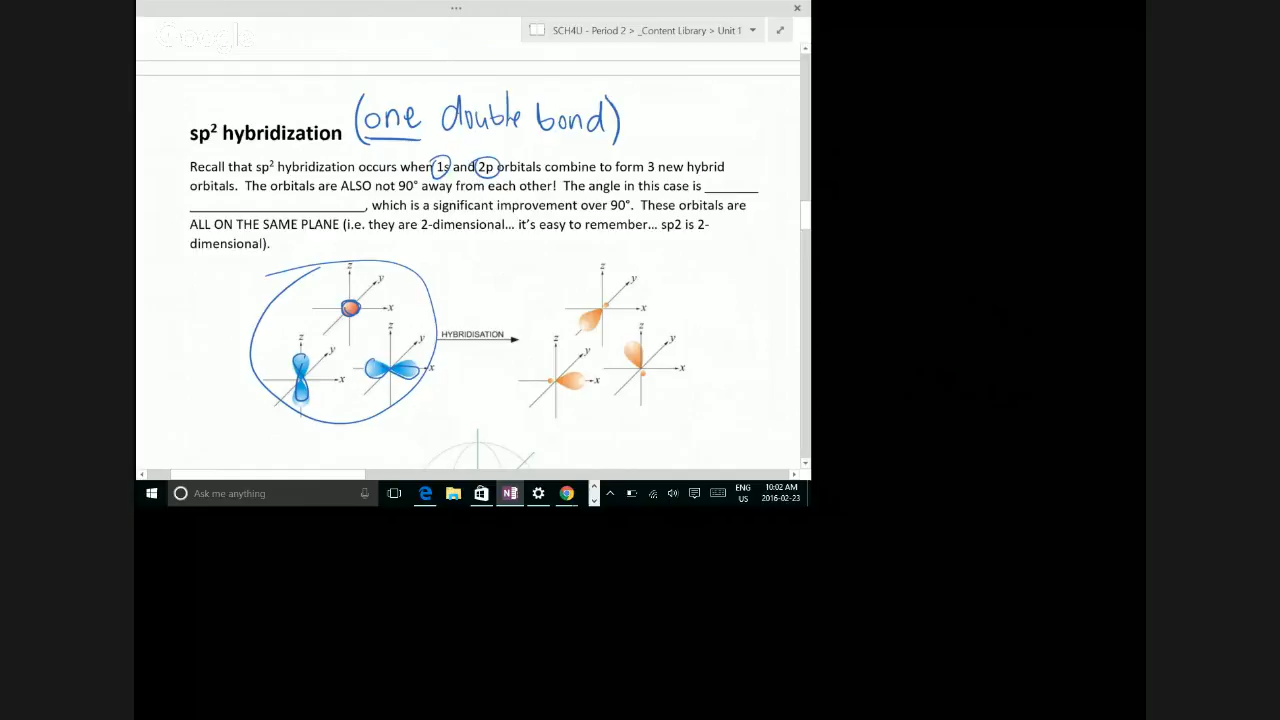 Google
SCH4U - Period 2 > _Content Library > Unit 1
sp² hybridization (one double bond)
Recall that sp² hybridization occurs when 1s and 2p orbitals combine to form 3 new hybrid
orbitals. The orbitals are ALSO not 90° away from each other! The angle in this case is ________
__________________________, which is a significant improvement over 90°. These orbitals are
ALL ON THE SAME PLANE (i.e. they are 2-dimensional... it's easy to remember... sp2 is 2-
dimensional).
z
y
x
z
y
x
z
y
x
HYBRIDISATION
z
y
x
z
y
x
z
y
x
Ask me anything
ENG
US
10:02 AM
2016-02-23